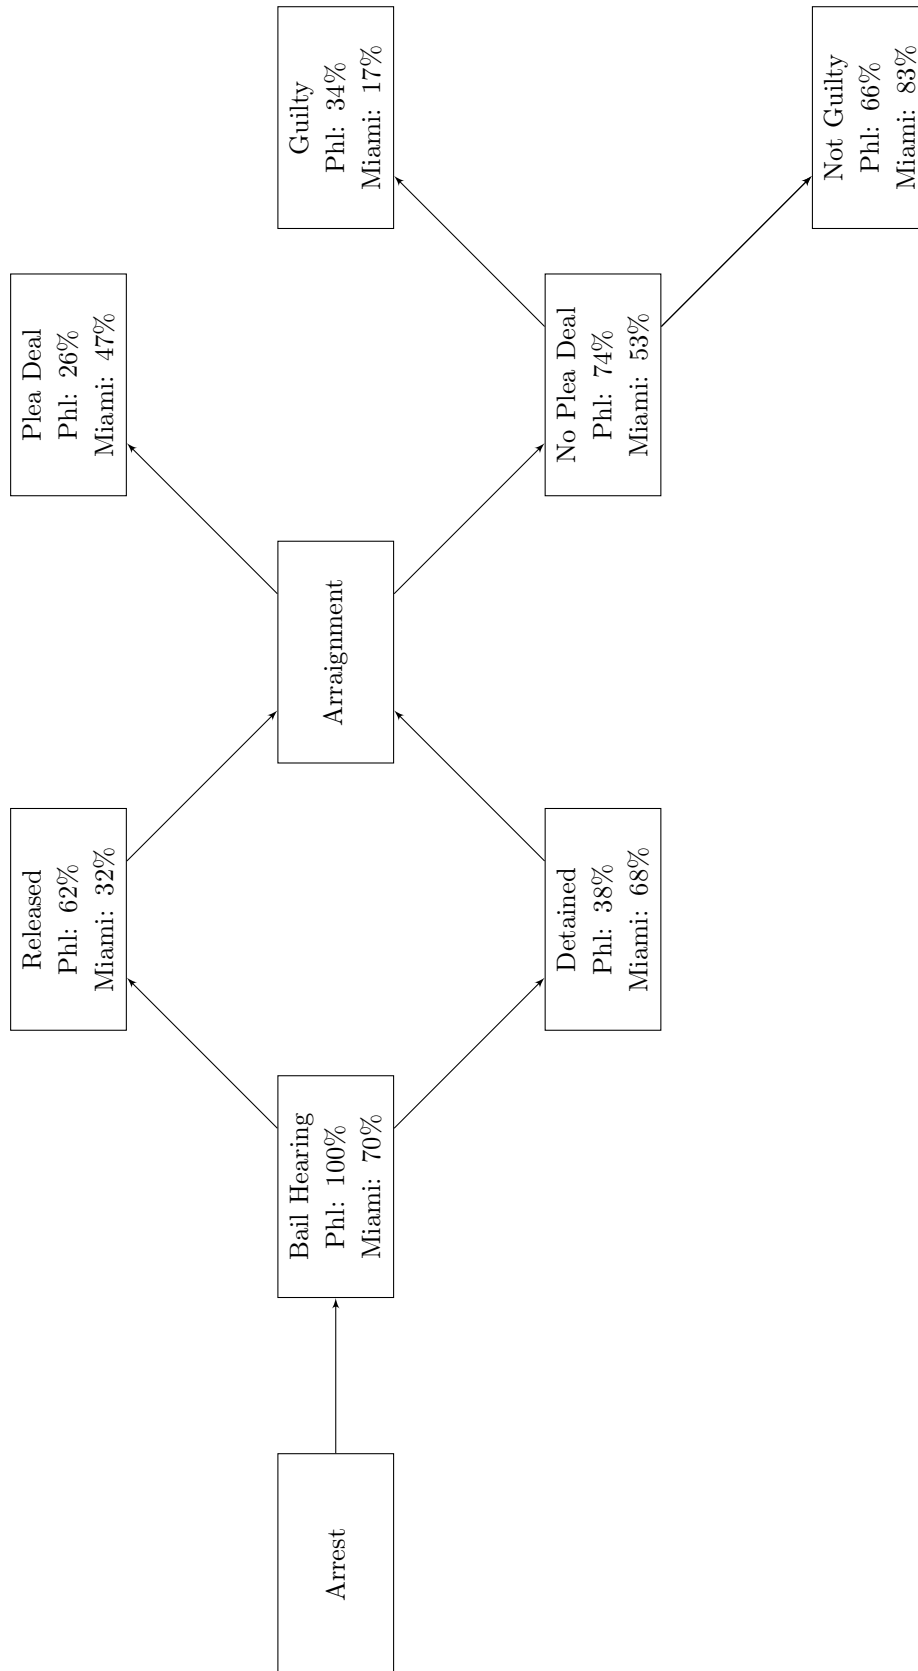 Arrest
Bail Hearing
Phl: 100%
Miami: 70%
Released
Phl: 62%
Miami: 32%
Detained
Phl: 38%
Miami: 68%
Arraignment
Plea Deal
Phl: 26%
Miami: 47%
No Plea Deal
Phl: 74%
Miami: 53%
Guilty
Phl: 34%
Miami: 17%
Not Guilty
Phl: 66%
Miami: 83%